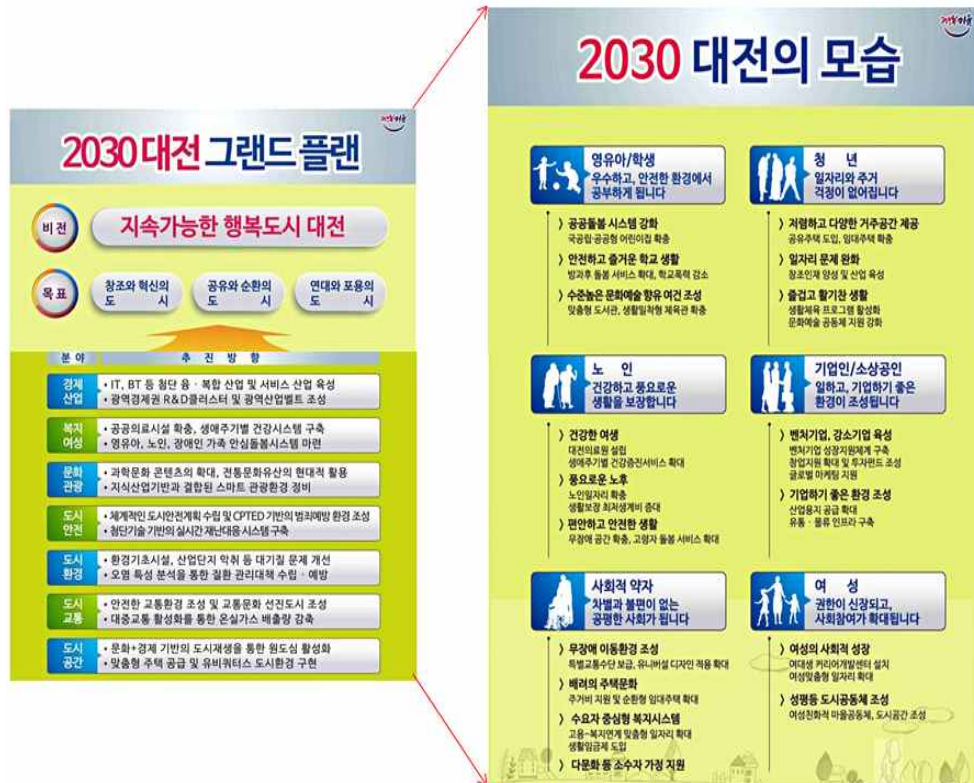 2030 대전 그랜드 플랜
비전
지속가능한 행복도시 대전
목표
창조와 혁신의
도 시
공유와 순환의
도 시
연대와 포용의
도 시
분 야
추 진 방 향
경제
산업
• IT, BT 등 첨단 융 · 복합 산업 및 서비스 산업 육성
• 광역경제권 R&D클러스터 및 광역산업벨트 조성
복지
여성
• 공공의료시설 확충, 생애주기별 건강시스템 구축
• 영유아, 노인, 장애인 가족 안심돌봄시스템 마련
문화
관광
• 과학문화 콘텐츠의 확대, 전통문화유산의 현대적 활용
• 지식산업기반과 결합된 스마트 관광환경 정비
도시
안전
• 체계적인 도시안전계획 수립 및 CPTED 기반의 범죄예방 환경 조성
• 첨단기술 기반의 실시간 재난대응 시스템 구축
도시
환경
• 환경기초시설, 산업단지 악취 등 대기질 문제 개선
• 오염 특성 분석을 통한 질환 관리대책 수립 · 예방
도시
교통
• 안전한 교통환경 조성 및 교통문화 선진도시 조성
• 대중교통 활성화를 통한 온실가스 배출량 감축
도시
공간
• 문화+경제 기반의 도시재생을 통한 원도심 활성화
• 맞춤형 주택 공급 및 유비쿼터스 도시환경 구현
2030 대전의 모습
영유아/학생
우수하고, 안전한 환경에서
공부하게 됩니다
〉 공공돌봄 시스템 강화
국공립·공공형 어린이집 확충
〉 안전하고 즐거운 학교 생활
방과후 돌봄 서비스 확대, 학교폭력 감소
〉 수준높은 문화예술 향유 여건 조성
맞춤형 도서관, 생활밀착형 체육관 확충
청 년
일자리와 주거
걱정이 없어집니다
〉 저렴하고 다양한 거주공간 제공
공유주택 도입, 임대주택 확충
〉 일자리 문제 완화
창조인재 양성 및 산업 육성
〉 즐겁고 활기찬 생활
생활체육 프로그램 활성화
문화예술 공동체 지원 강화
노 인
건강하고 풍요로운
생활을 보장합니다
〉 건강한 여생
대전의료원 설립
생애주기별 건강증진서비스 확대
〉 풍요로운 노후
노인일자리 확충
생활보장 최저생계비 증대
〉 편안하고 안전한 생활
무장애 공간 확충, 고령자 돌봄 서비스 확대
기업인/소상공인
일하고, 기업하기 좋은
환경이 조성됩니다
〉 벤처기업, 강소기업 육성
벤처기업 성장지원체계 구축
창업지원 확대 및 투자펀드 조성
글로벌 마케팅 지원
〉 기업하기 좋은 환경 조성
산업용지 공급 확대
유통 · 물류 인프라 구축
사회적 약자
차별과 불편이 없는
공평한 사회가 됩니다
〉 무장애 이동환경 조성
특별교통수단 보급, 유니버설 디자인 적용 확대
〉 배려의 주택문화
주거비 지원 및 순환형 임대주택 확대
〉 수요자 중심형 복지시스템
고용-복지연계 맞춤형 일자리 확대
생활임금제 도입
〉 다문화 등 소수자 가정 지원
여 성
권한이 신장되고,
사회참여가 확대됩니다
〉 여성의 사회적 성장
여대생 커리어개발센터 설치
여성맞춤형 일자리 확대
〉 성평등 도시공동체 조성
여성친화적 마을공동체, 도시공간 조성